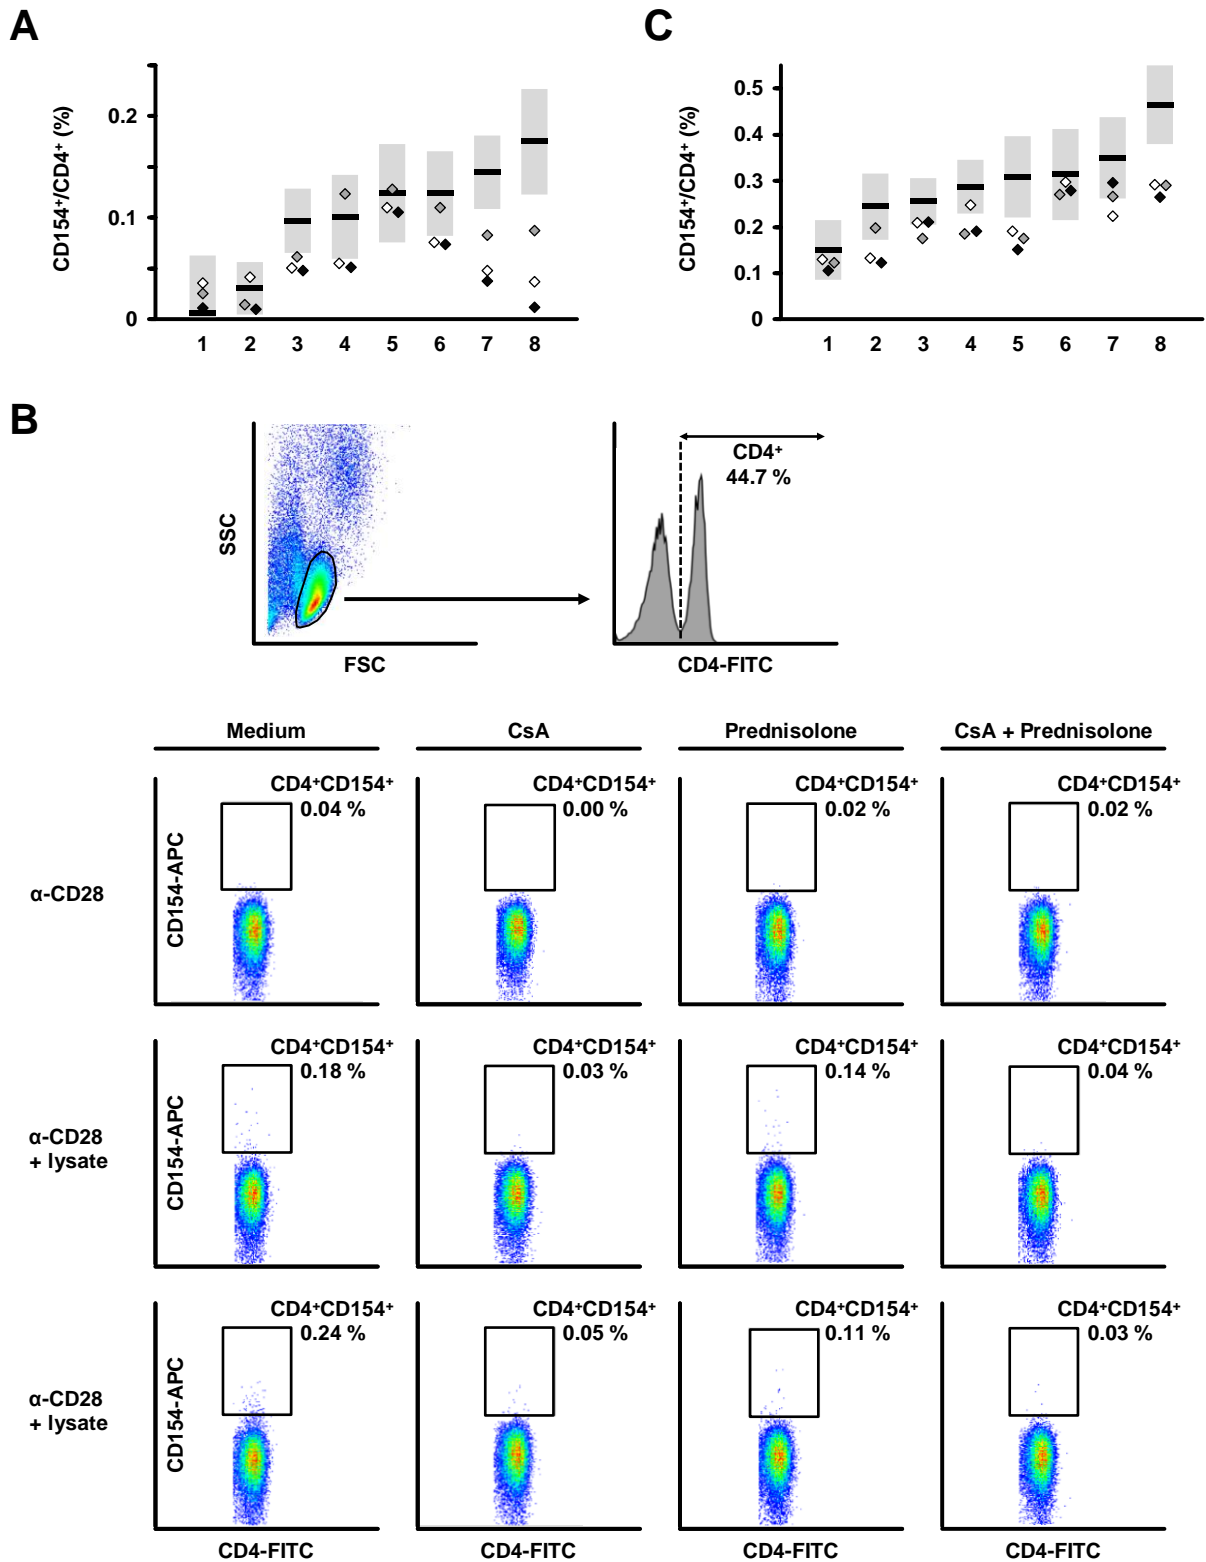 A
C
CD154⁺/CD4⁺ (%)
0.2
0.1
0
1 2 3 4 5 6 7 8
CD154⁺/CD4⁺ (%)
0.5
0.4
0.3
0.2
0.1
0
1 2 3 4 5 6 7 8
B
SSC
FSC
CD4⁺
44.7 %
CD4-FITC
Medium CsA Prednisolone CsA + Prednisolone
α-CD28
CD154-APC
CD4⁺CD154⁺ CD4⁺CD154⁺ CD4⁺CD154⁺ CD4⁺CD154⁺
0.04 % 0.00 % 0.02 % 0.02 %
α-CD28
+ lysate
CD154-APC
CD4⁺CD154⁺ CD4⁺CD154⁺ CD4⁺CD154⁺ CD4⁺CD154⁺
0.18 % 0.03 % 0.14 % 0.04 %
α-CD28
+ lysate
CD154-APC
CD4⁺CD154⁺ CD4⁺CD154⁺ CD4⁺CD154⁺ CD4⁺CD154⁺
0.24 % 0.05 % 0.11 % 0.03 %
CD4-FITC CD4-FITC CD4-FITC CD4-FITC